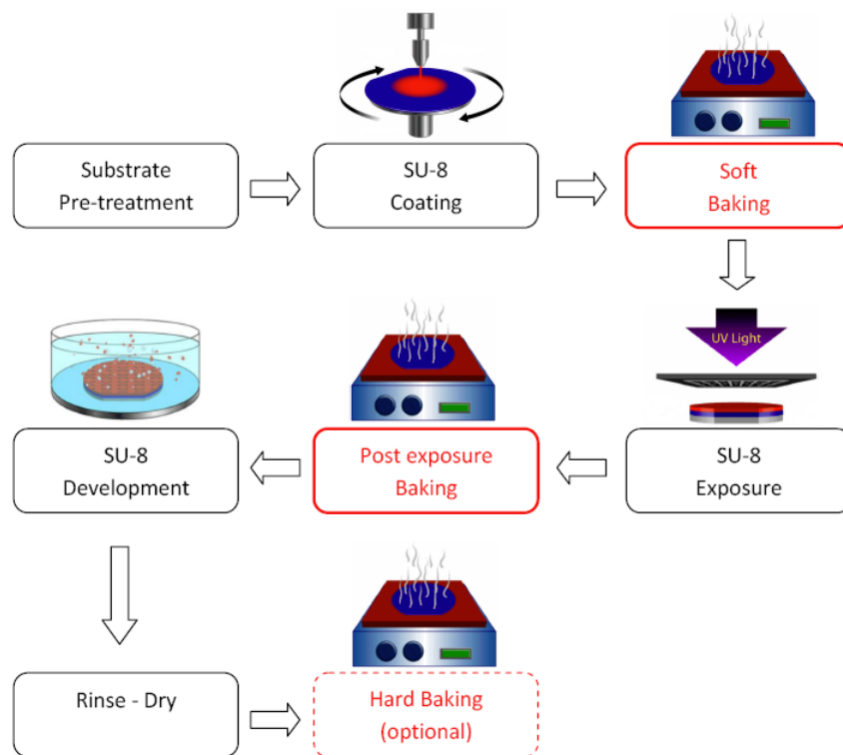 Substrate
Pre-treatment
SU-8
Coating
Soft
Baking
UV Light
SU-8
Exposure
Post exposure
Baking
SU-8
Development
Rinse - Dry
Hard Baking
(optional)